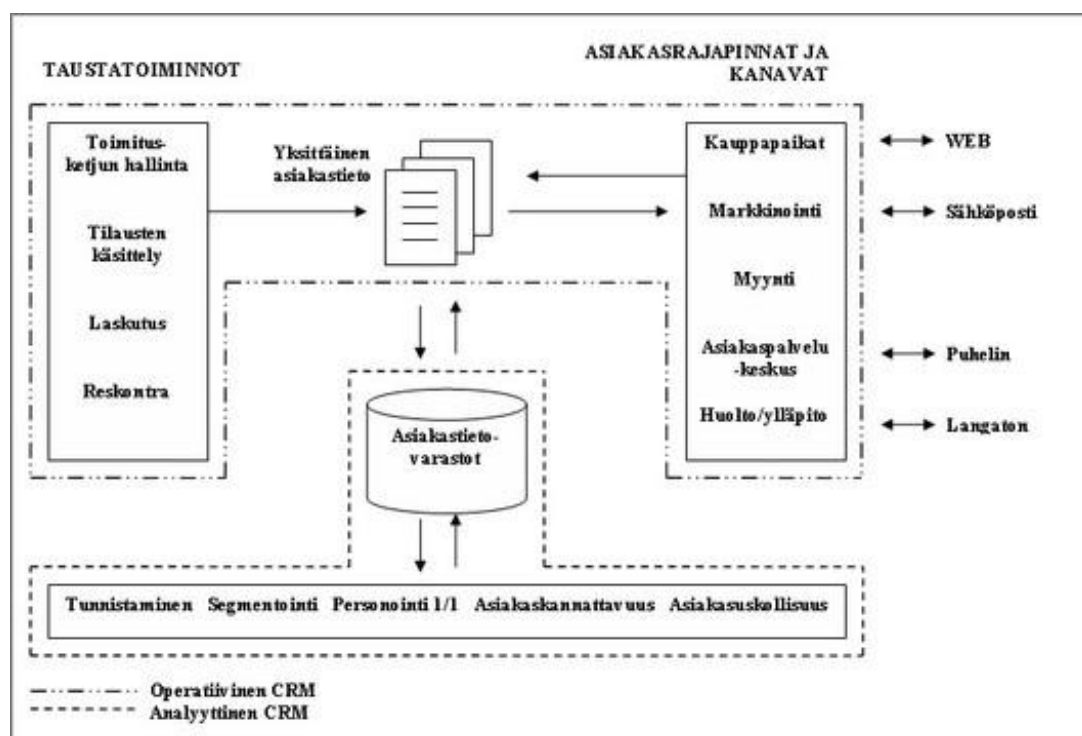 TAUSTATOIMINNOT
ASIAKASRAJAPINNAT JA
KANAVAT
Toimitus-
ketjun hallinta
Tilausten
käsittely
Laskutus
Reskontra
Yksittäinen
asiakastieto
Kauppapaikat
Markkinointi
Myynti
Asiakaspalvelu
-keskus
Huolto/ylläpito
WEB
Sähköposti
Puhelin
Langaton
Asiakastieto-
varastot
Tunnistaminen Segmentointi Personointi 1/1 Asiakaskannattavuus Asiakasuskollisuus
Operatiivinen CRM
Analyyttinen CRM